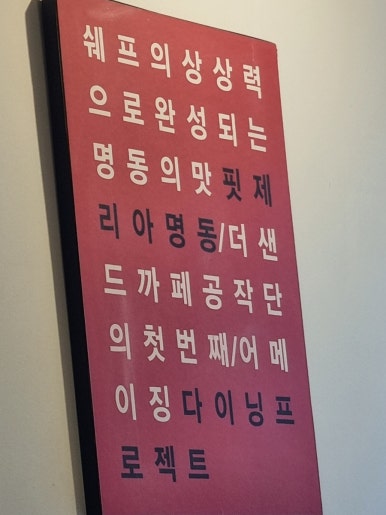 쉐프의상상력
으로완성되는
명동의맛핏제
리아명동/더샌
드까페공작단
의첫번째/어메
이징다이닝프
로젝트